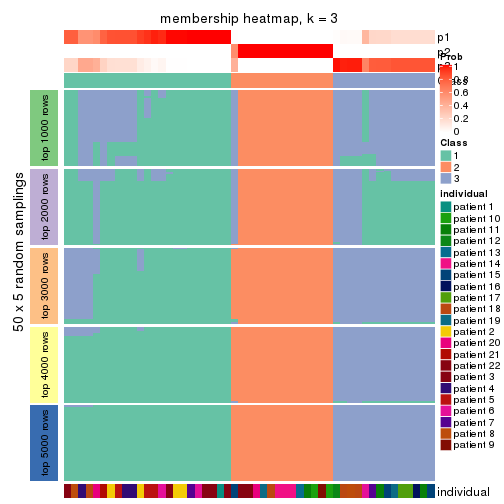 membership heatmap, k = 3
p1
p2
Prob
1
0.8
0.6
0.4
0.2
0
Class
1
2
3
individual
patient 1
patient 10
patient 11
patient 12
patient 13
patient 14
patient 15
patient 16
patient 17
patient 18
patient 19
patient 2
patient 20
patient 21
patient 22
patient 3
patient 4
patient 5
patient 6
patient 7
patient 8
patient 9
50 x 5 random samplings
top 1000 rows
top 2000 rows
top 3000 rows
top 4000 rows
top 5000 rows
individual